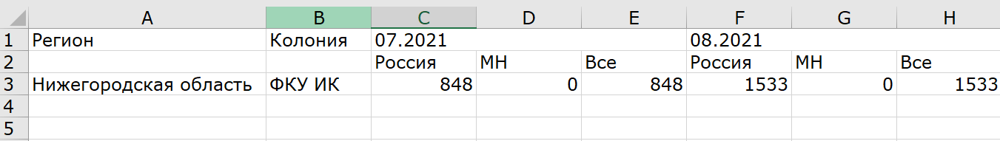 A B C D E F G H
1 Регион Колония 07.2021 08.2021
2 Россия МН Все Россия МН Все
3 Нижегородская область ФКУ ИК 848 0 848 1533 0 1533
4
5